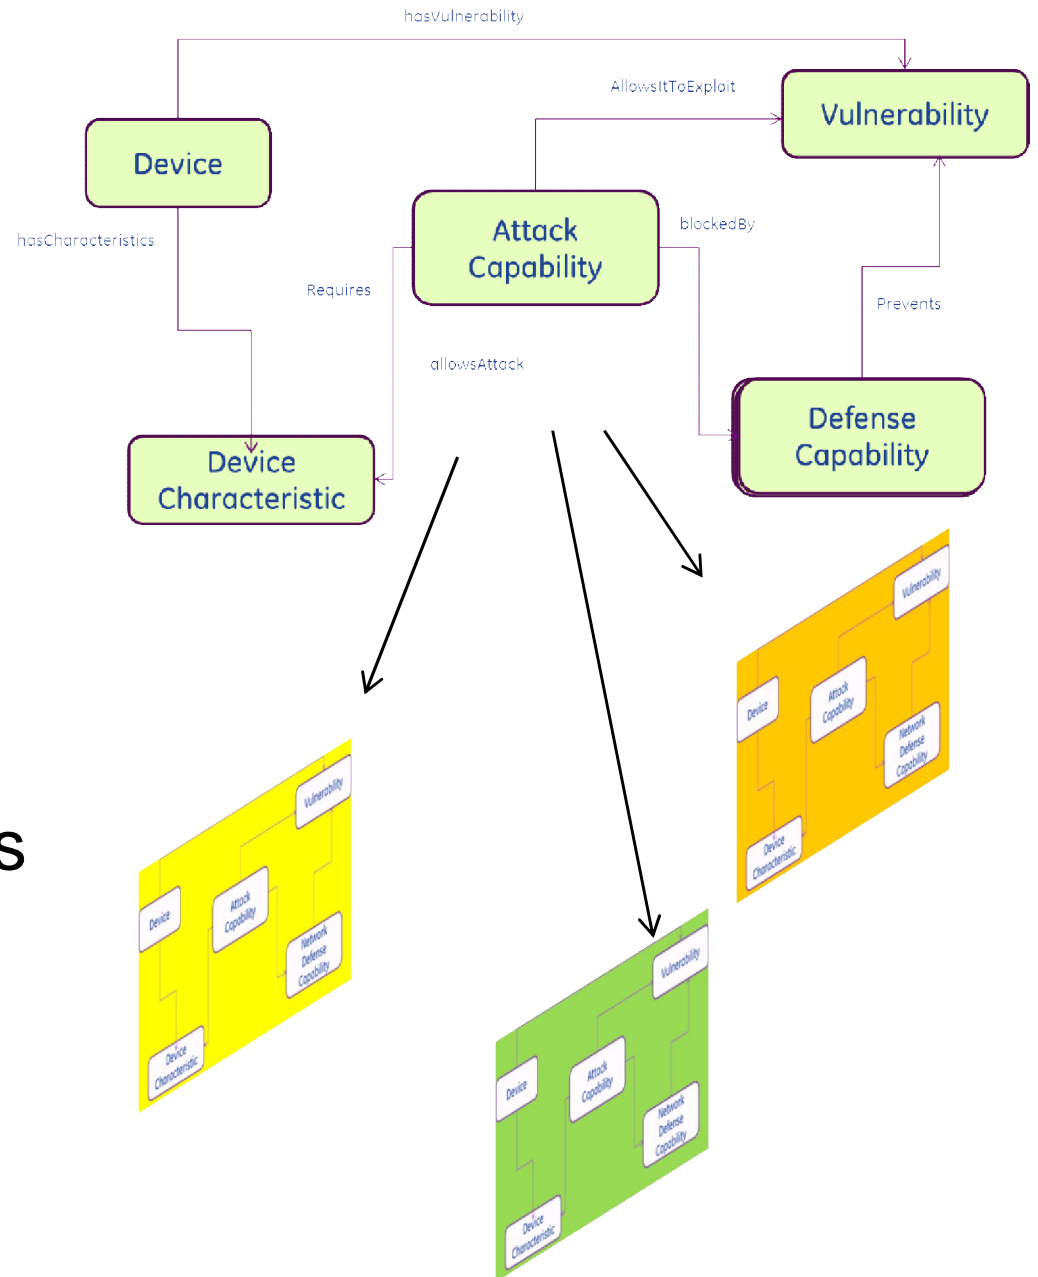 hasVulnerability
AllowsItToExploit
Vulnerability
Device
Attack
Capability
blockedBy
hasCharacteristics
Requires
Prevents
allowsAttack
Defense
Capability
Device
Characteristic
Vulnerability
Device
Attack
Capability
Network
Defense
Capability
Device
Characteristic
s
Vulnerability
Device
Attack
Capability
Network
Defense
Capability
Device
Characteristic
Vulnerability
Device
Attack
Capability
Network
Defense
Capability
Device
Characteristic